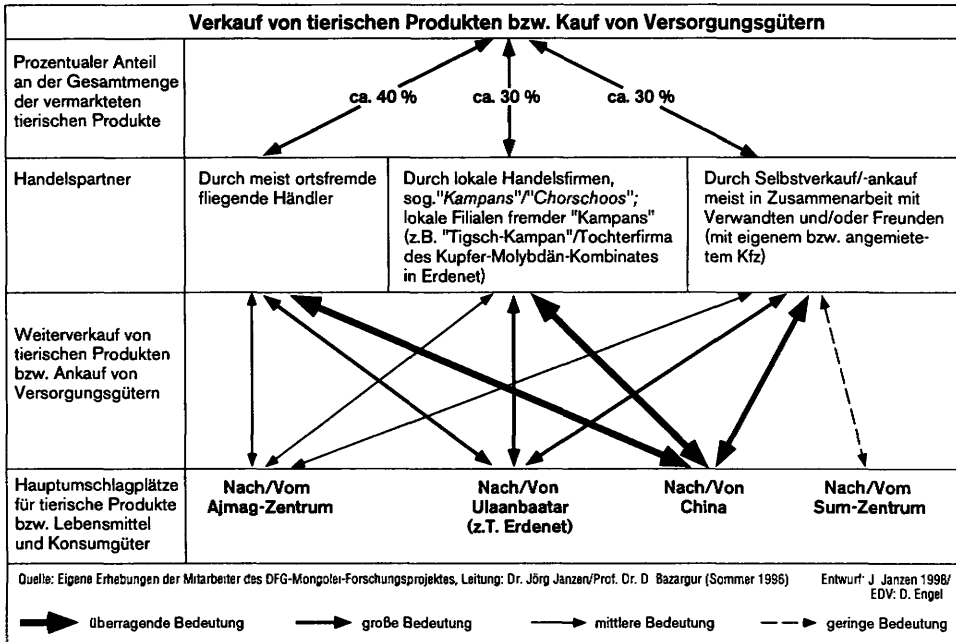 Verkauf von tierischen Produkten bzw. Kauf von Versorgungsgütern
Prozentualer Anteil
an der Gesamtmenge
der vermarkteten
tierischen Produkte
ca. 40 %
ca. 30 %
ca. 30 %
Handelspartner
Durch meist ortsfremde
fliegende Händler
Durch lokale Handelsfirmen,
sog."Kampans"/"Chorschoos";
lokale Filialen fremder "Kampans"
(z.B. "Tigsch-Kampan"/Tochterfirma
des Kupfer-Molybdän-Kombinates
in Erdenet)
Durch Selbstverkauf/-ankauf
meist in Zusammenarbeit mit
Verwandten und/oder Freunden
(mit eigenem bzw. angemiete-
tem Kfz)
Weiterverkauf von
tierischen Produkten
bzw. Ankauf von
Versorgungsgütern
Hauptumschlagplätze
für tierische Produkte
bzw. Lebensmittel
und Konsumgüter
Nach/Vom
Ajmag-Zentrum
Nach/Von
Ulaanbaatar
(z.T. Erdenet)
Nach/Von
China
Nach/Vom
Sum-Zentrum
Quelle: Eigene Erhebungen der Mitarbeiter des DFG-Mongolei-Forschungsprojektes, Leitung: Dr. Jörg Janzen/Prof. Dr. D Bazargur (Sommer 1996)
Entwurf: J Janzen 1998/
EDV: D. Engel
überragende Bedeutung
große Bedeutung
mittlere Bedeutung
geringe Bedeutung